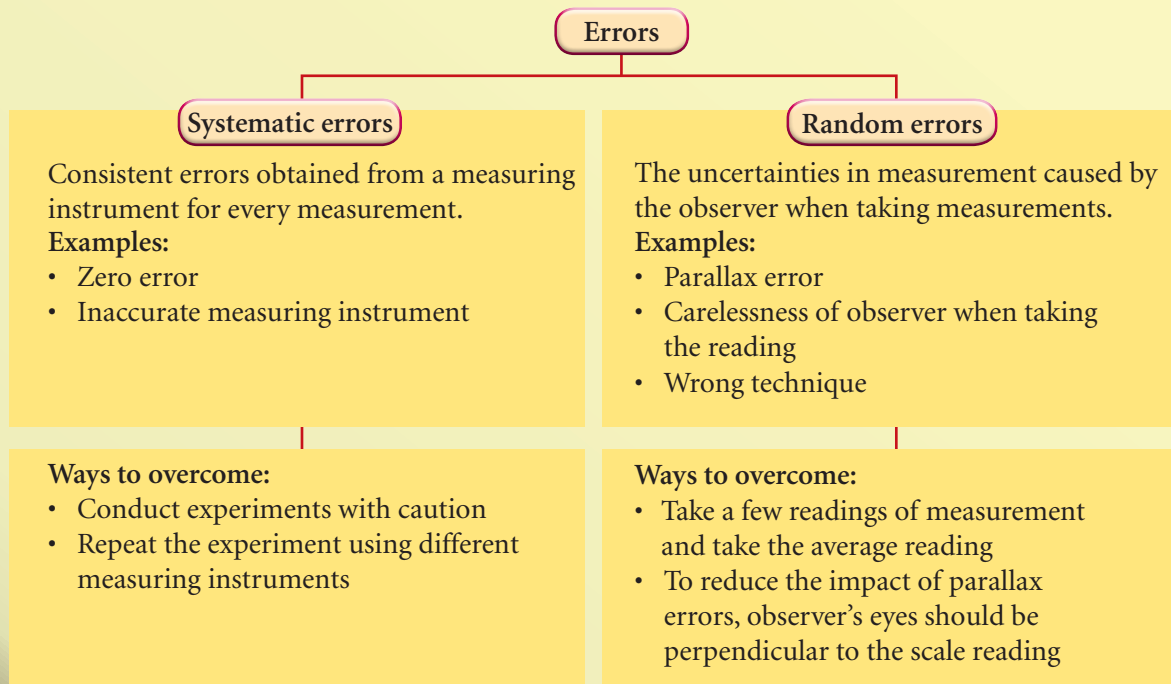 Errors
Systematic errors
Consistent errors obtained from a measuring
instrument for every measurement.
Examples:
• Zero error
• Inaccurate measuring instrument
Ways to overcome:
• Conduct experiments with caution
• Repeat the experiment using different
measuring instruments
Random errors
The uncertainties in measurement caused by
the observer when taking measurements.
Examples:
• Parallax error
• Carelessness of observer when taking
the reading
• Wrong technique
Ways to overcome:
• Take a few readings of measurement
and take the average reading
• To reduce the impact of parallax
errors, observer's eyes should be
perpendicular to the scale reading